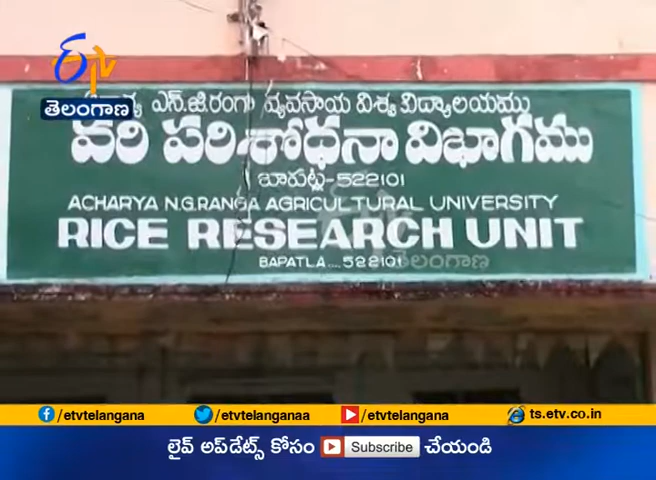 etv
తెలంగాణ
ఎన్.జి.రంగా వ్యవసాయ విశ్వ విద్యాలయము
వరి పరిశోధనా విభాగము
బాపట్ల-522101
ACHARYA N.G.RANGA AGRICULTURAL UNIVERSITY
RICE RESEARCH UNIT
BAPATLA....522101
తెలంగాణ
/etvtelangana /etvtelanganaa /etvtelangana ts.etv.co.in
లైవ్ అప్‌డేట్స్ కోసం Subscribe చేయండి